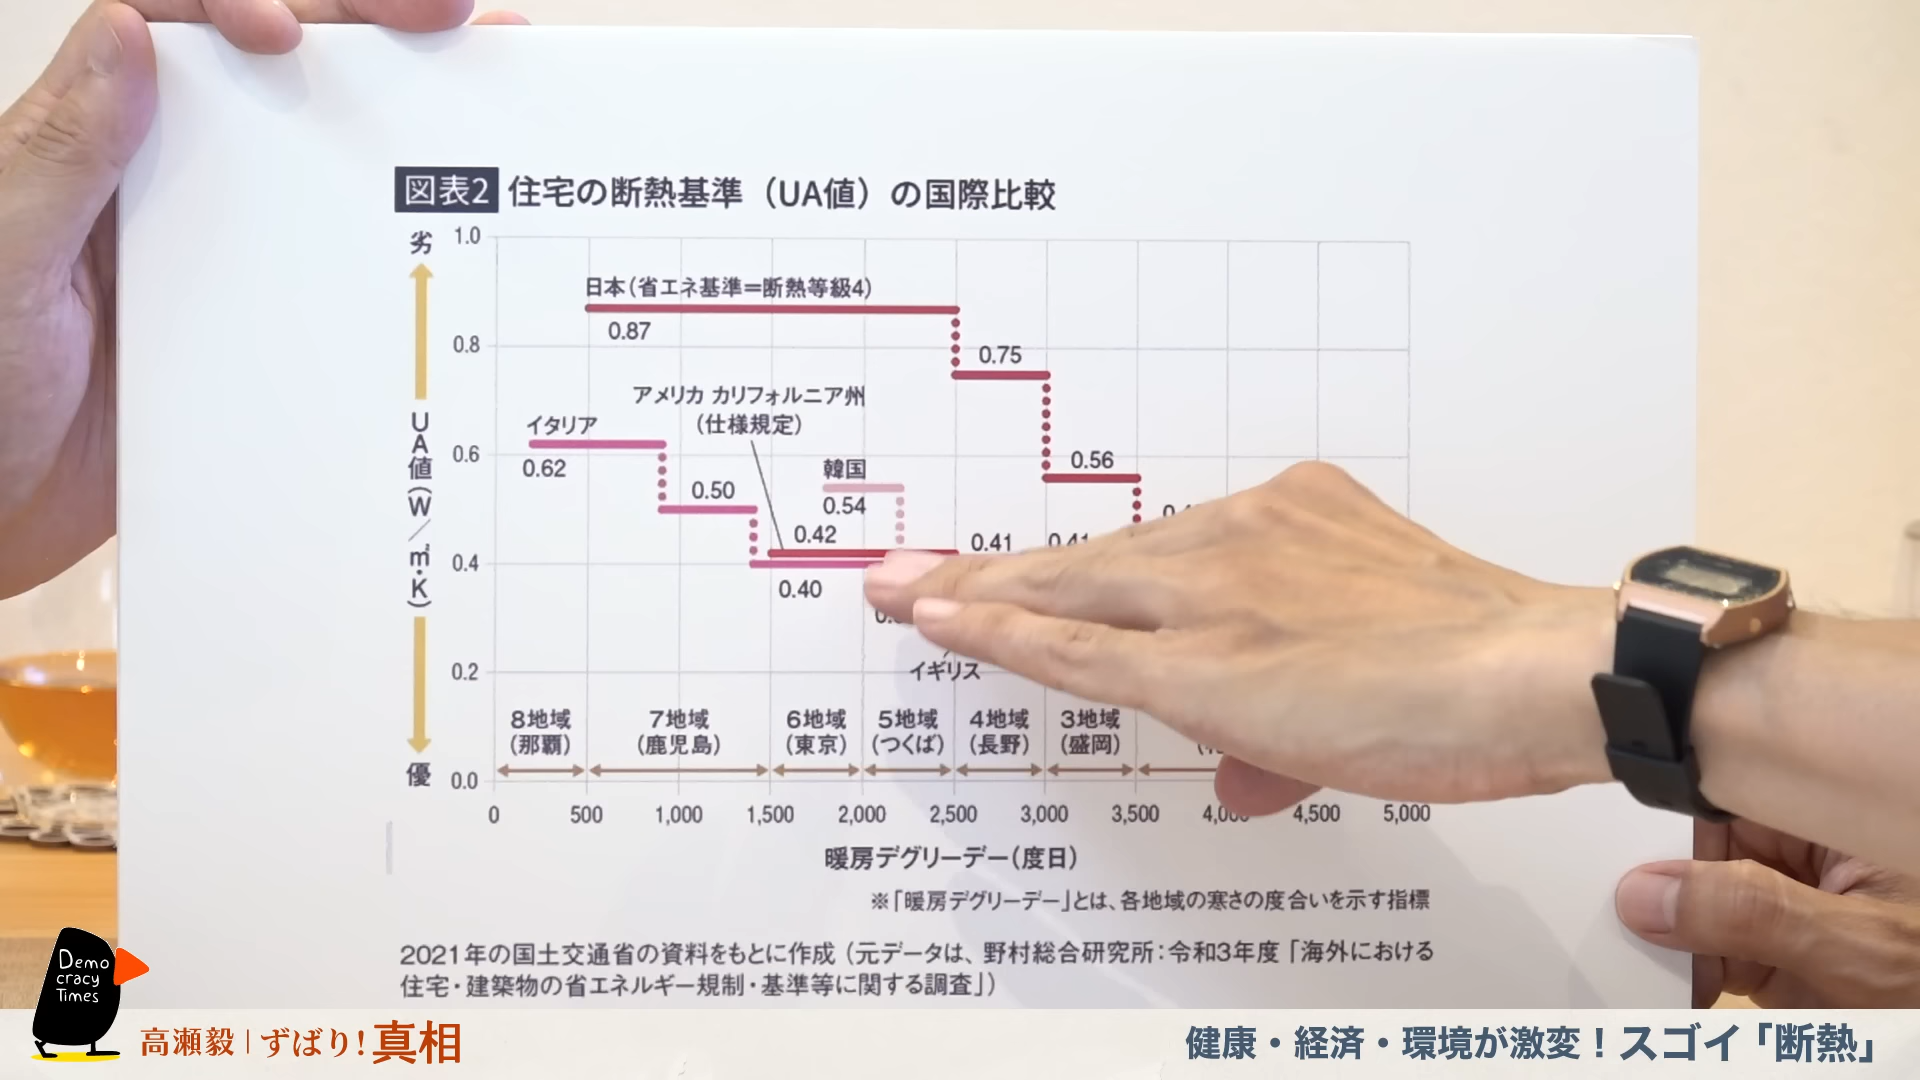 図表2 住宅の断熱基準（UA値）の国際比較
劣
UA値(W／㎡・K)
優
1.0
0.8
0.6
0.4
0.2
0.0
日本(省エネ基準=断熱等級4)
0.87
0.75
アメリカ カリフォルニア州
(仕様規定)
イタリア
0.62
0.50
韓国
0.54
0.56
0.42
0.41
0.41
0.40
イギリス
8地域
(那覇)
7地域
(鹿児島)
6地域
(東京)
5地域
(つくば)
4地域
(長野)
3地域
(盛岡)
0 500 1,000 1,500 2,000 2,500 3,000 3,500 4,000 4,500 5,000
暖房デグリーデー(度日)
※「暖房デグリーデー」とは、各地域の寒さの度合いを示す指標
2021年の国土交通省の資料をもとに作成（元データは、野村総合研究所：令和3年度「海外における
住宅・建築物の省エネルギー規制・基準等に関する調査」）
Demo
cracy
Times
高瀬毅|ずばり!真相
健康・経済・環境が激変！スゴイ「断熱」